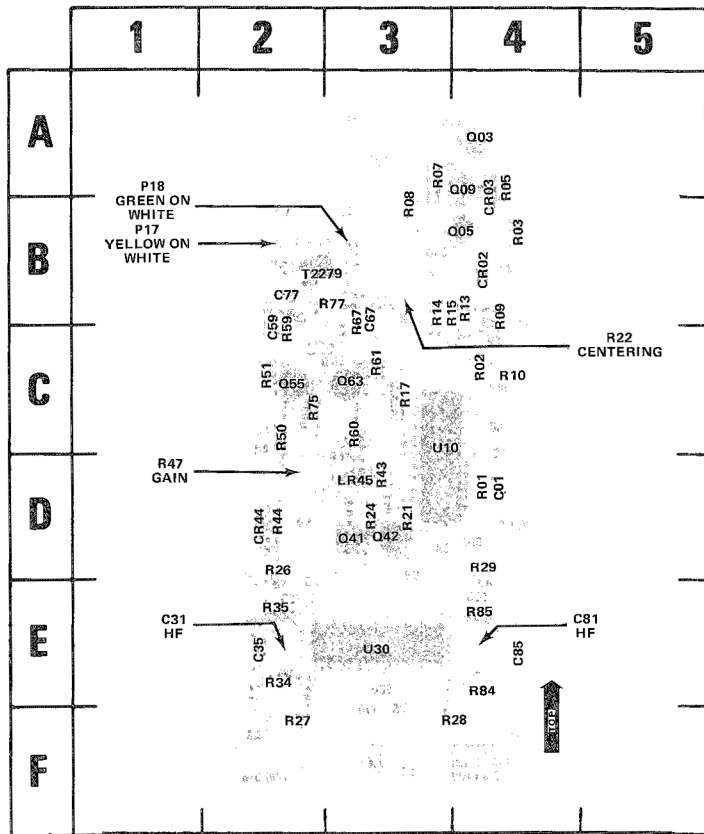 1 2 3 4 5
A
Q03
R07
Q09
CR03
R05
P18
GREEN ON
WHITE
R08
P17
YELLOW ON
WHITE
B
Q05
R03
T2279
CR02
C77
R77
C59
R59
R67
C67
R14
R15
R13
R09
R22
CENTERING
C
R51
Q55
R75
Q63
R61
R17
R02
R10
R50
R60
U10
R47
GAIN
D
LR45
R43
R01
C01
CR44
R44
R24
R21
Q41
Q42
R26
R29
E
C31
HF
R35
R85
C81
HF
C35
U30
C85
R34
R84
TOP
F
R27
R28